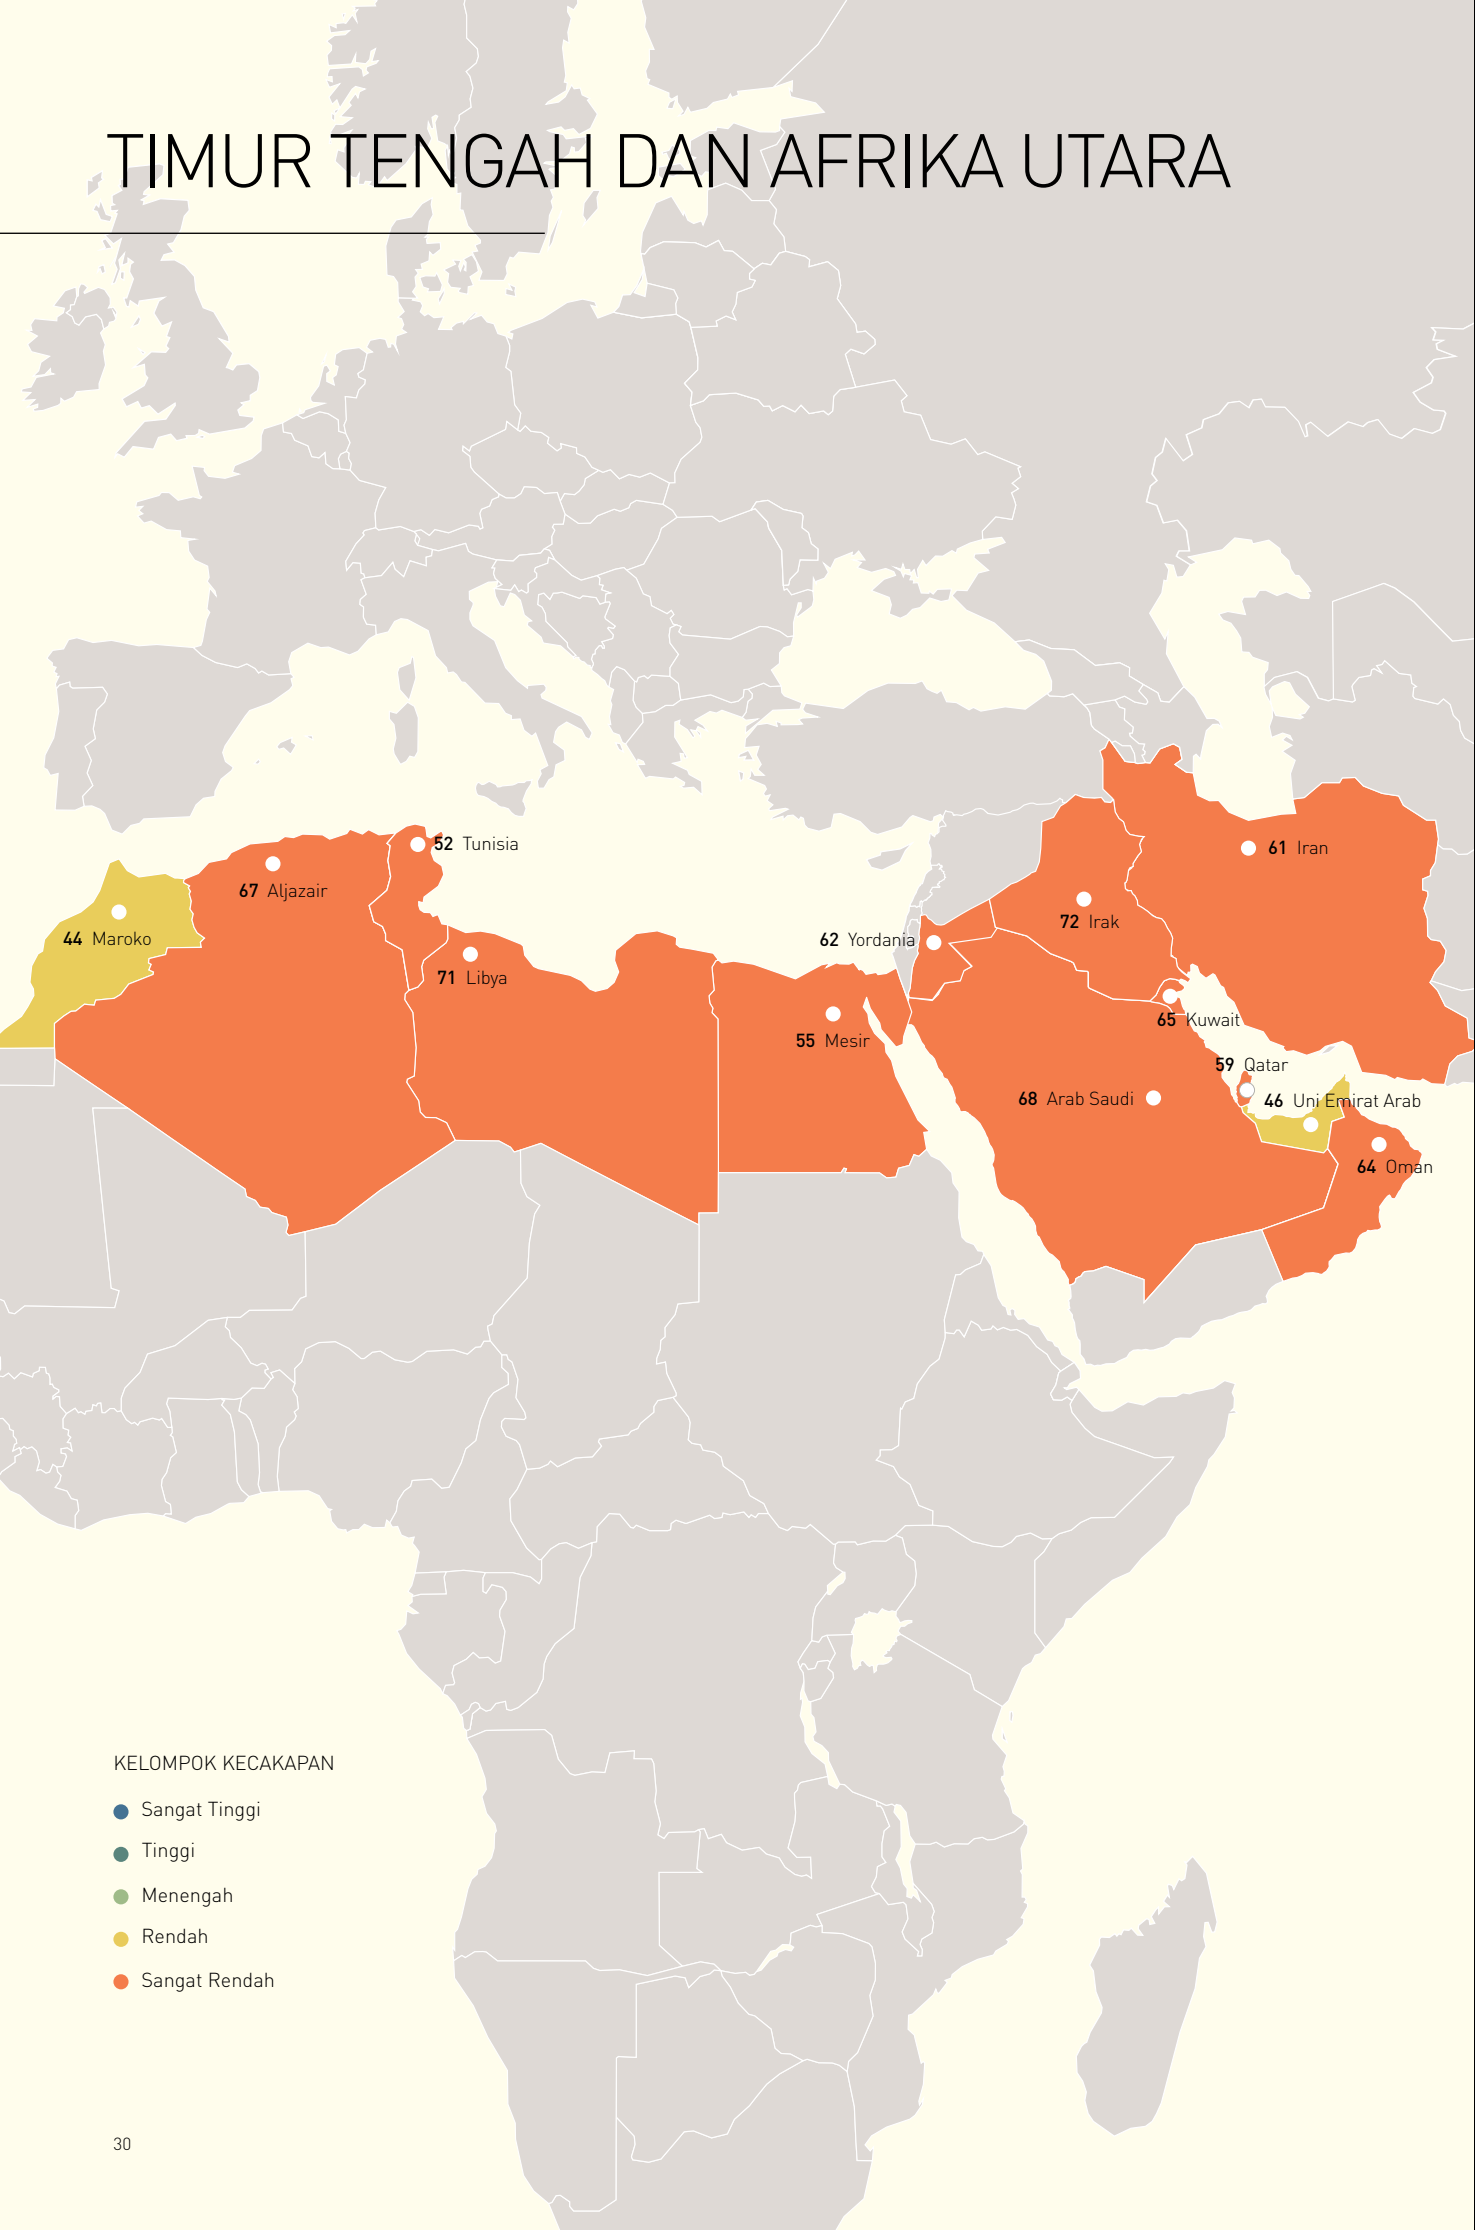 TIMUR TENGAH DAN AFRIKA UTARA
52 Tunisia
61 Iran
67 Aljazair
72 Irak
44 Maroko
62 Yordania
71 Libya
65 Kuwait
55 Mesir
59 Qatar
68 Arab Saudi
46 Uni Emirat Arab
64 Oman
KELOMPOK KECAKAPAN
Sangat Tinggi
Tinggi
Menengah
Rendah
Sangat Rendah
30